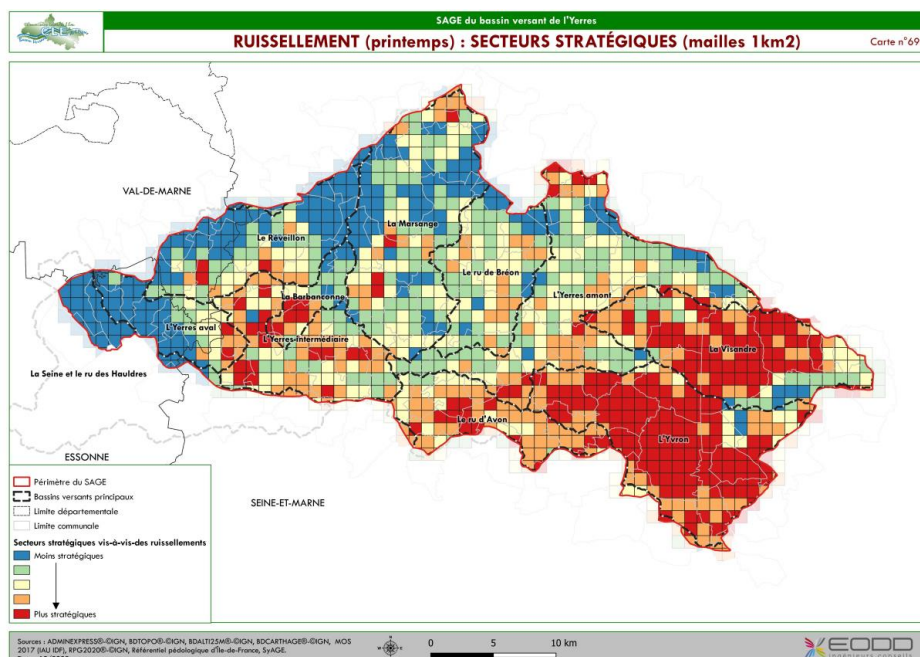 SAGE du bassin versant de l'Yerres
RUISSELLEMENT (printemps) : SECTEURS STRATÉGIQUES (mailles 1km2)
Carte n°69
VAL-DE-MARNE
La Marsange
Le Réveillon
Le ru de Bréon
La Barbançonne
L'Yerres amont
L'Yerres aval
L'Yerres-Intermédiaire
La Visandre
La Seine et le ru des Hauldres
Le ru d'Avon
L'Yvron
ESSONNE
SEINE-ET-MARNE
Périmètre du SAGE
Bassins versants principaux
Limite départementale
Limite communale
Secteurs stratégiques vis-à-vis-des ruissellements
Moins stratégiques
Plus stratégiques
Sources : ADMINEXPRESS®-©IGN, BDTOPO®-©IGN, BDALTI25M®-©IGN, BDCARTHAGE®-©IGN, MOS
2017 (IAU IDF), RPG2020®-©IGN, Référentiel pédologique d'Île-de-France, SyAGE.
0 5 10 km
EODD
ingénieurs conseils